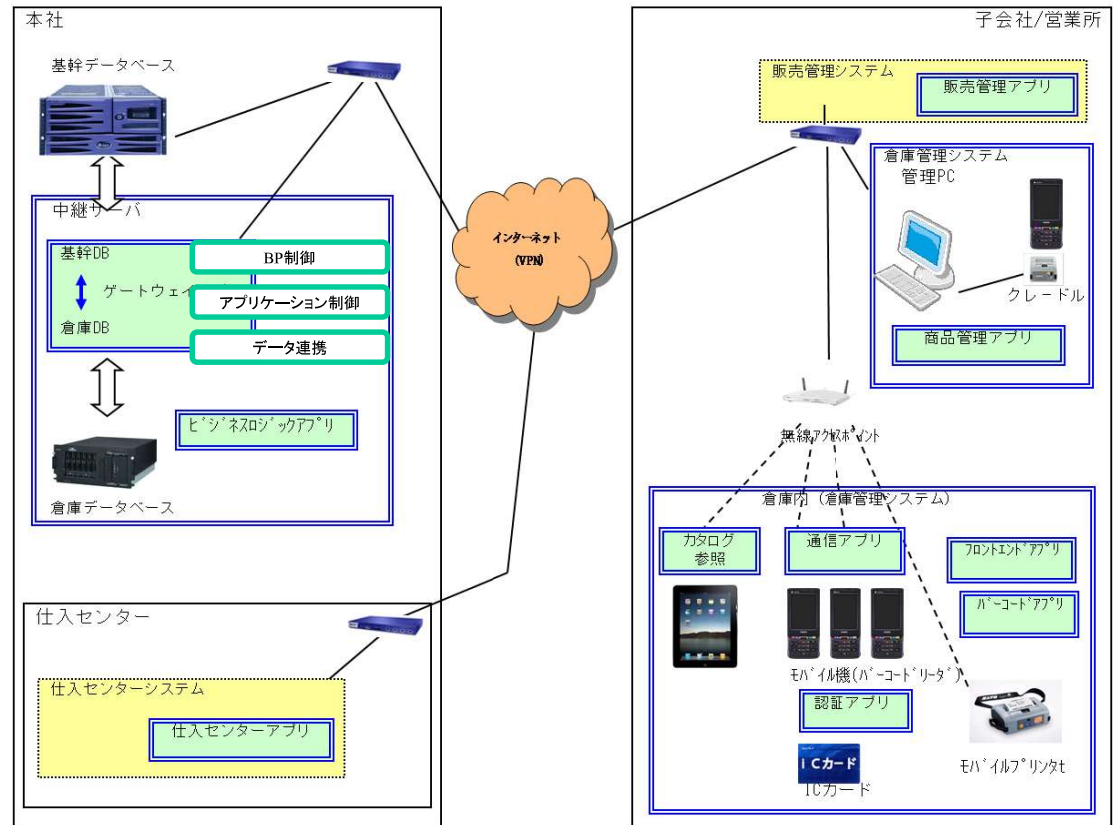 本社
基幹データベース
中継サーバ
基幹DB
ゲートウェイ
倉庫DB
BP制御
アプリケーション制御
データ連携
ﾋﾞｼﾞﾈｽﾛｼﾞｯｸｱﾌﾟﾘ
倉庫データベース
仕入センター
仕入センターシステム
仕入センターアプリ
インターネット
(VPN)
子会社/営業所
販売管理システム
販売管理アプリ
倉庫管理システム
管理PC
クレードル
商品管理アプリ
無線ｱｸｾｽﾎﾟｲﾝﾄ
倉庫内（倉庫管理システム）
カタログ
参照
通信アプリ
ﾌﾛﾝﾄｴﾝﾄﾞｱﾌﾟﾘ
ﾊﾞｰｺｰﾄﾞｱﾌﾟﾘ
ﾓﾊﾞｲﾙ機(ﾊﾞｰｺｰﾄﾞﾘｰﾀﾞ)
認証アプリ
ICカード
ICカード
ﾓﾊﾞｲﾙﾌﾟﾘﾝﾀt